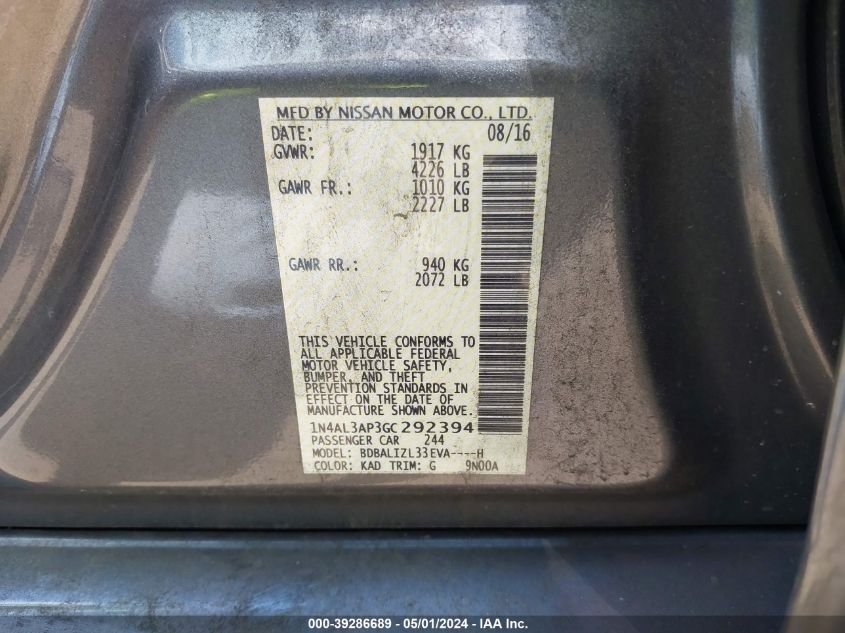 MFD BY NISSAN MOTOR CO., LTD.
DATE: 08/16
GVWR: 1917 KG
4226 LB
GAWR FR.: 1010 KG
2227 LB
GAWR RR.: 940 KG
2072 LB
THIS VEHICLE CONFORMS TO
ALL APPLICABLE FEDERAL
MOTOR VEHICLE SAFETY,
BUMPER, AND THEFT
PREVENTION STANDARDS IN
EFFECT ON THE DATE OF
MANUFACTURE SHOWN ABOVE.
1N4AL3AP3GC292394
PASSENGER CAR 244
MODEL: BDBALIZL33EVA----H
COLOR: KAD TRIM: G 9N00A
000-39286689 - 05/01/2024 - IAAI.com